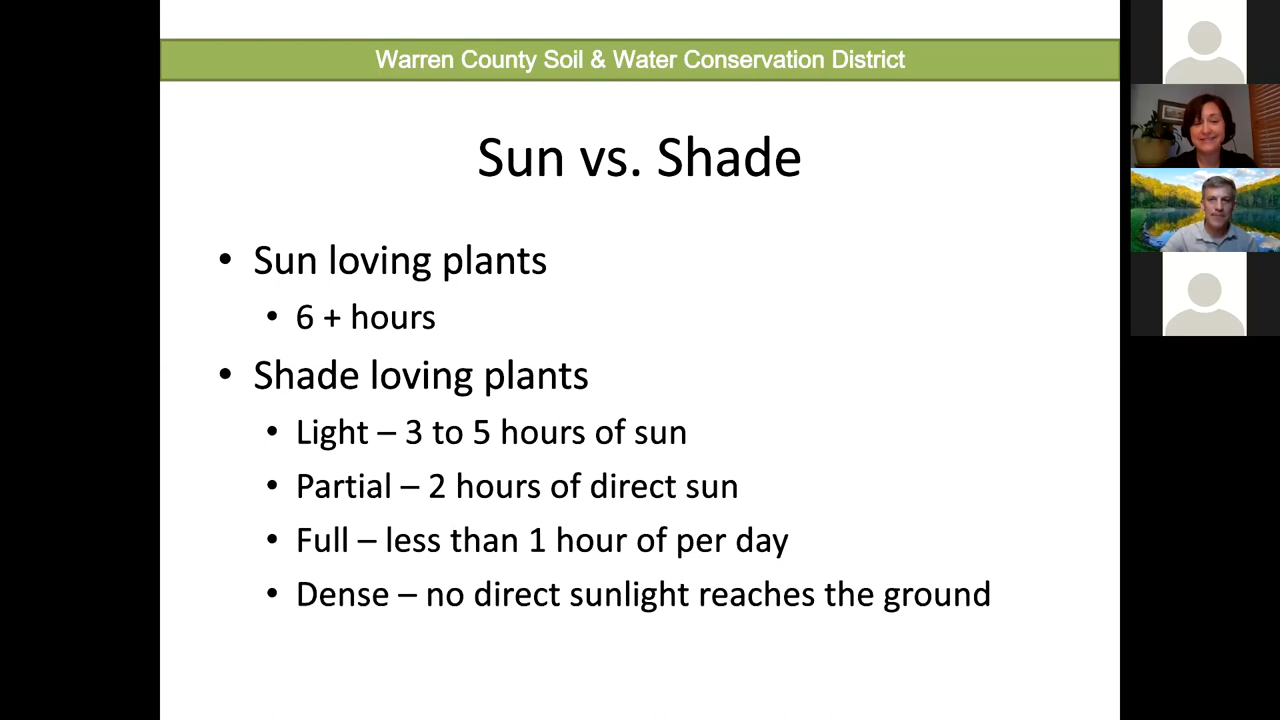 Warren County Soil & Water Conservation District
Sun vs. Shade
• Sun loving plants
• 6 + hours
• Shade loving plants
• Light – 3 to 5 hours of sun
• Partial – 2 hours of direct sun
• Full – less than 1 hour of per day
• Dense – no direct sunlight reaches the ground